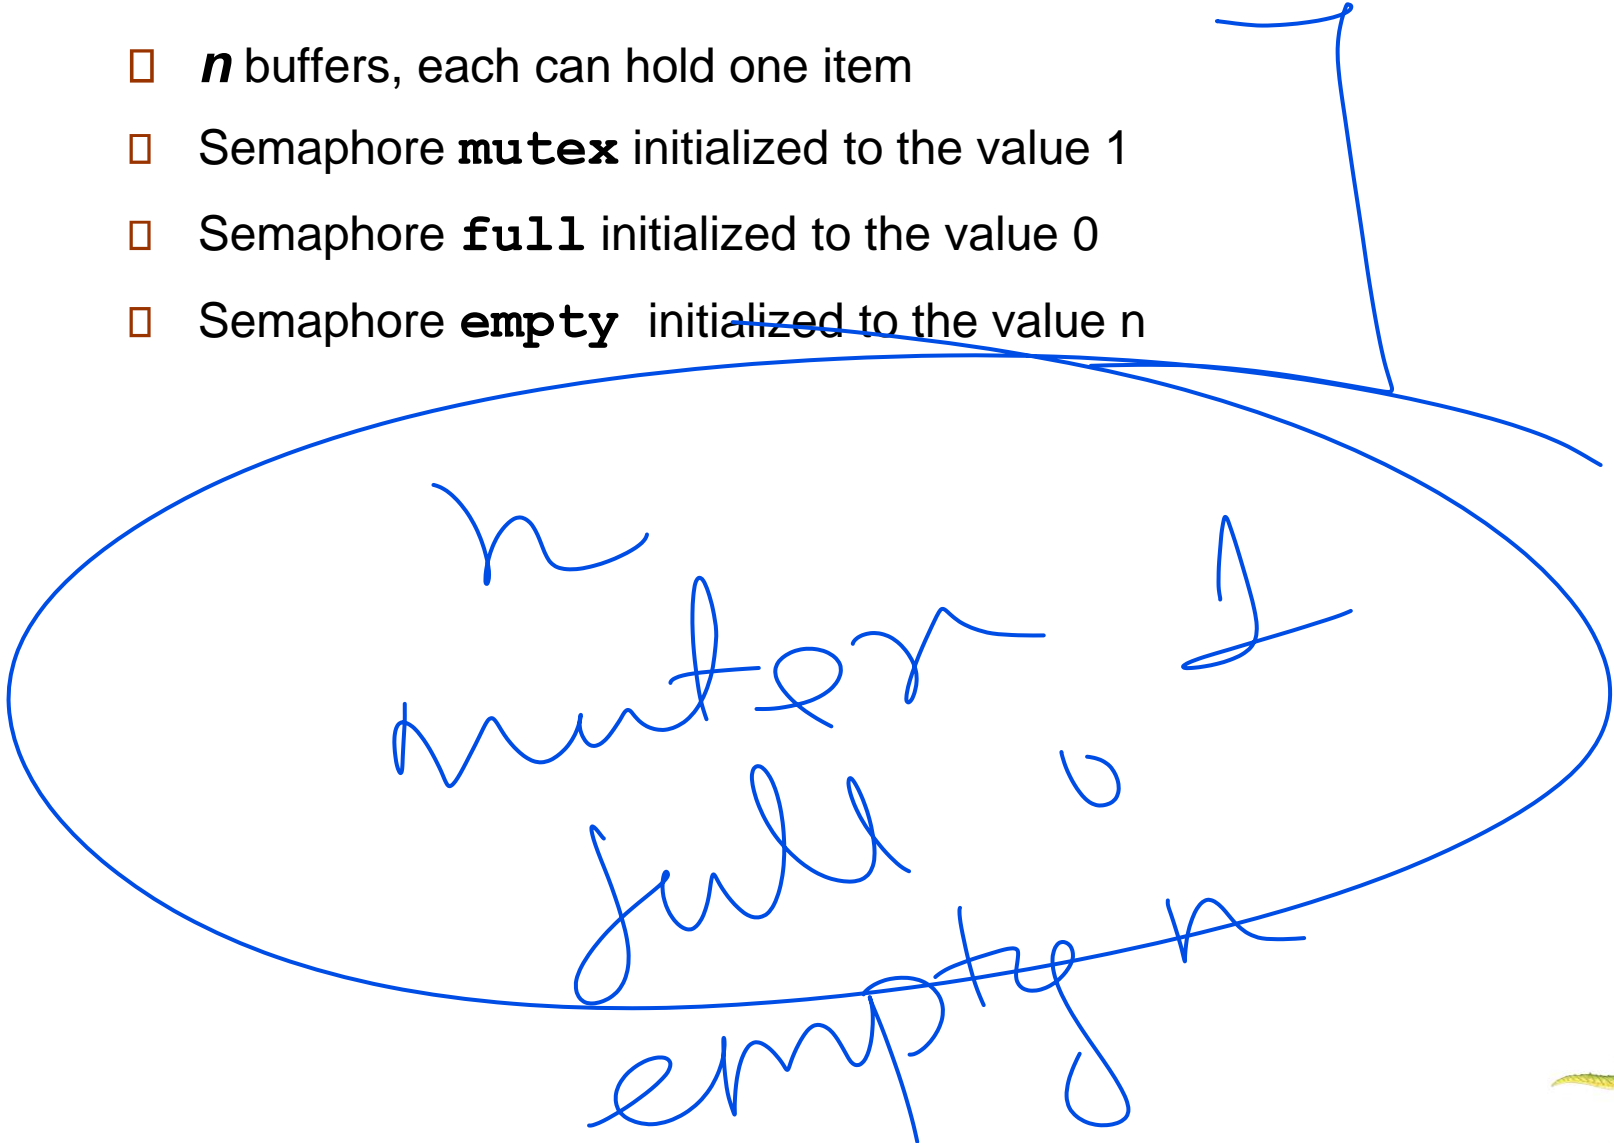 n buffers, each can hold one item
Semaphore mutex initialized to the value 1
Semaphore full initialized to the value 0
Semaphore empty initialized to the value n
n
mutex 1
full 0
empty n